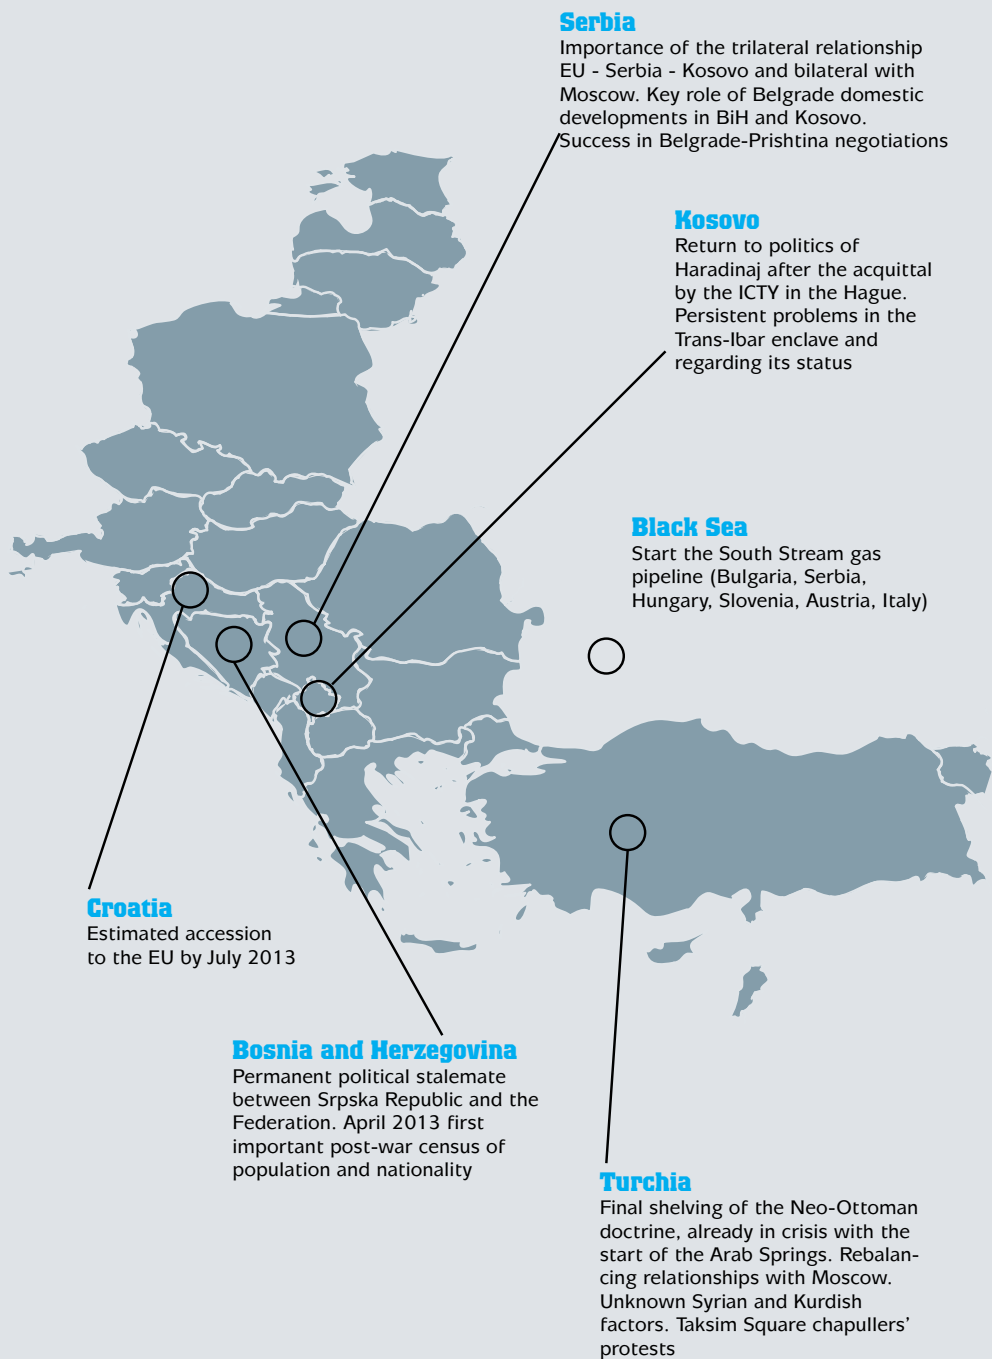 Serbia
Importance of the trilateral relationship
EU - Serbia - Kosovo and bilateral with
Moscow. Key role of Belgrade domestic
developments in BiH and Kosovo.
Success in Belgrade-Prishtina negotiations
Kosovo
Return to politics of
Haradinaj after the acquittal
by the ICTY in the Hague.
Persistent problems in the
Trans-Ibar enclave and
regarding its status
Black Sea
Start the South Stream gas
pipeline (Bulgaria, Serbia,
Hungary, Slovenia, Austria, Italy)
Croatia
Estimated accession
to the EU by July 2013
Bosnia and Herzegovina
Permanent political stalemate
between Srpska Republic and the
Federation. April 2013 first
important post-war census of
population and nationality
Turchia
Final shelving of the Neo-Ottoman
doctrine, already in crisis with the
start of the Arab Springs. Rebalan-
cing relationships with Moscow.
Unknown Syrian and Kurdish
factors. Taksim Square chapullers’
protests